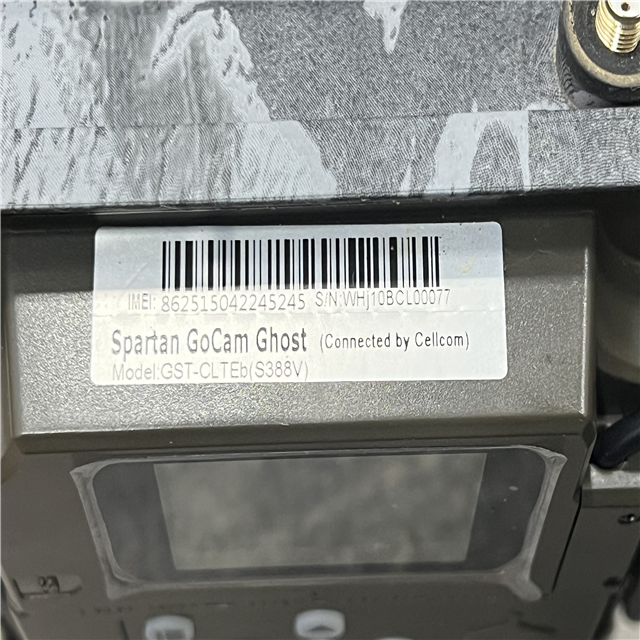 IMEI: 862515042245245 S/N:WHJ10BCL00077
Spartan GoCam Ghost (Connected by Cellcom)
Model:GST-CLTEb(S388V)